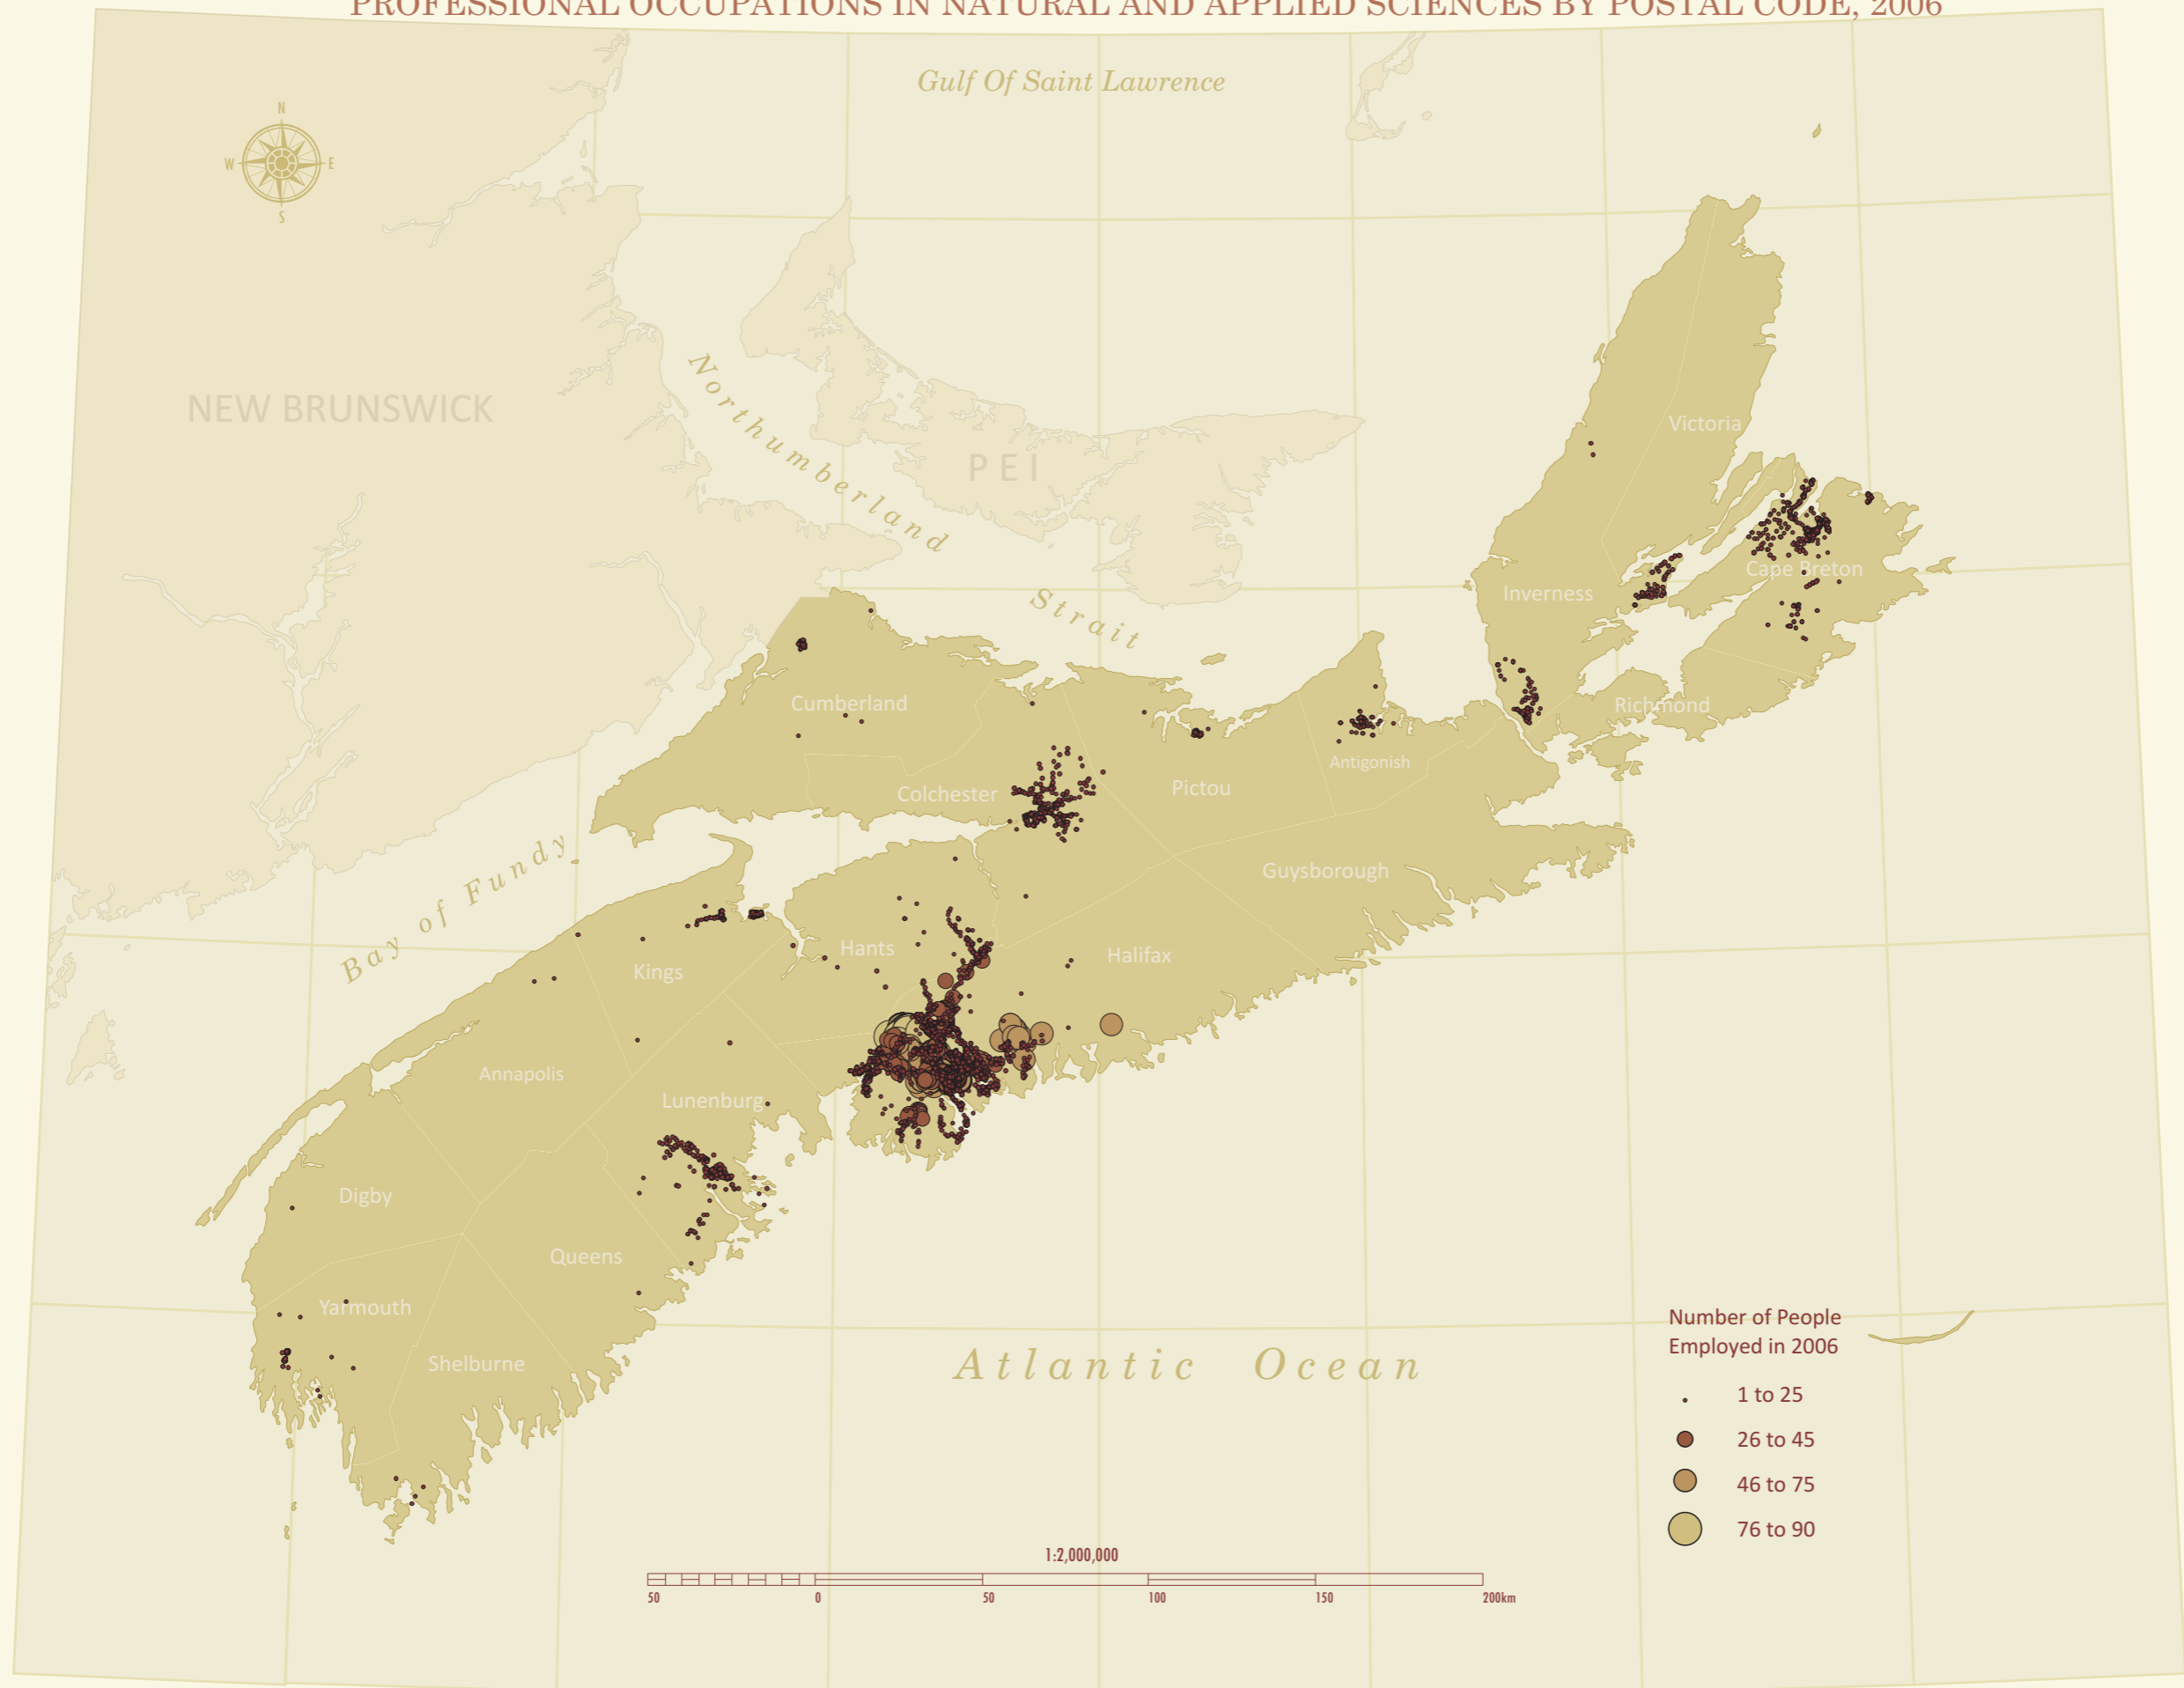 PROFESSIONAL OCCUPATIONS IN NATURAL AND APPLIED SCIENCES BY POSTAL CODE, 2006
Gulf Of Saint Lawrence
N
W E
S
NEW BRUNSWICK
Northumberland
Strait
PEI
Victoria
Cape Breton
Inverness
Richmond
Cumberland
Colchester
Pictou
Antigonish
Guysborough
Bay of Fundy
Hants
Halifax
Kings
Annapolis
Lunenburg
Digby
Queens
Yarmouth
Shelburne
Atlantic Ocean
Number of People
Employed in 2006
1 to 25
26 to 45
46 to 75
76 to 90
1:2,000,000
50 0 50 100 150 200km